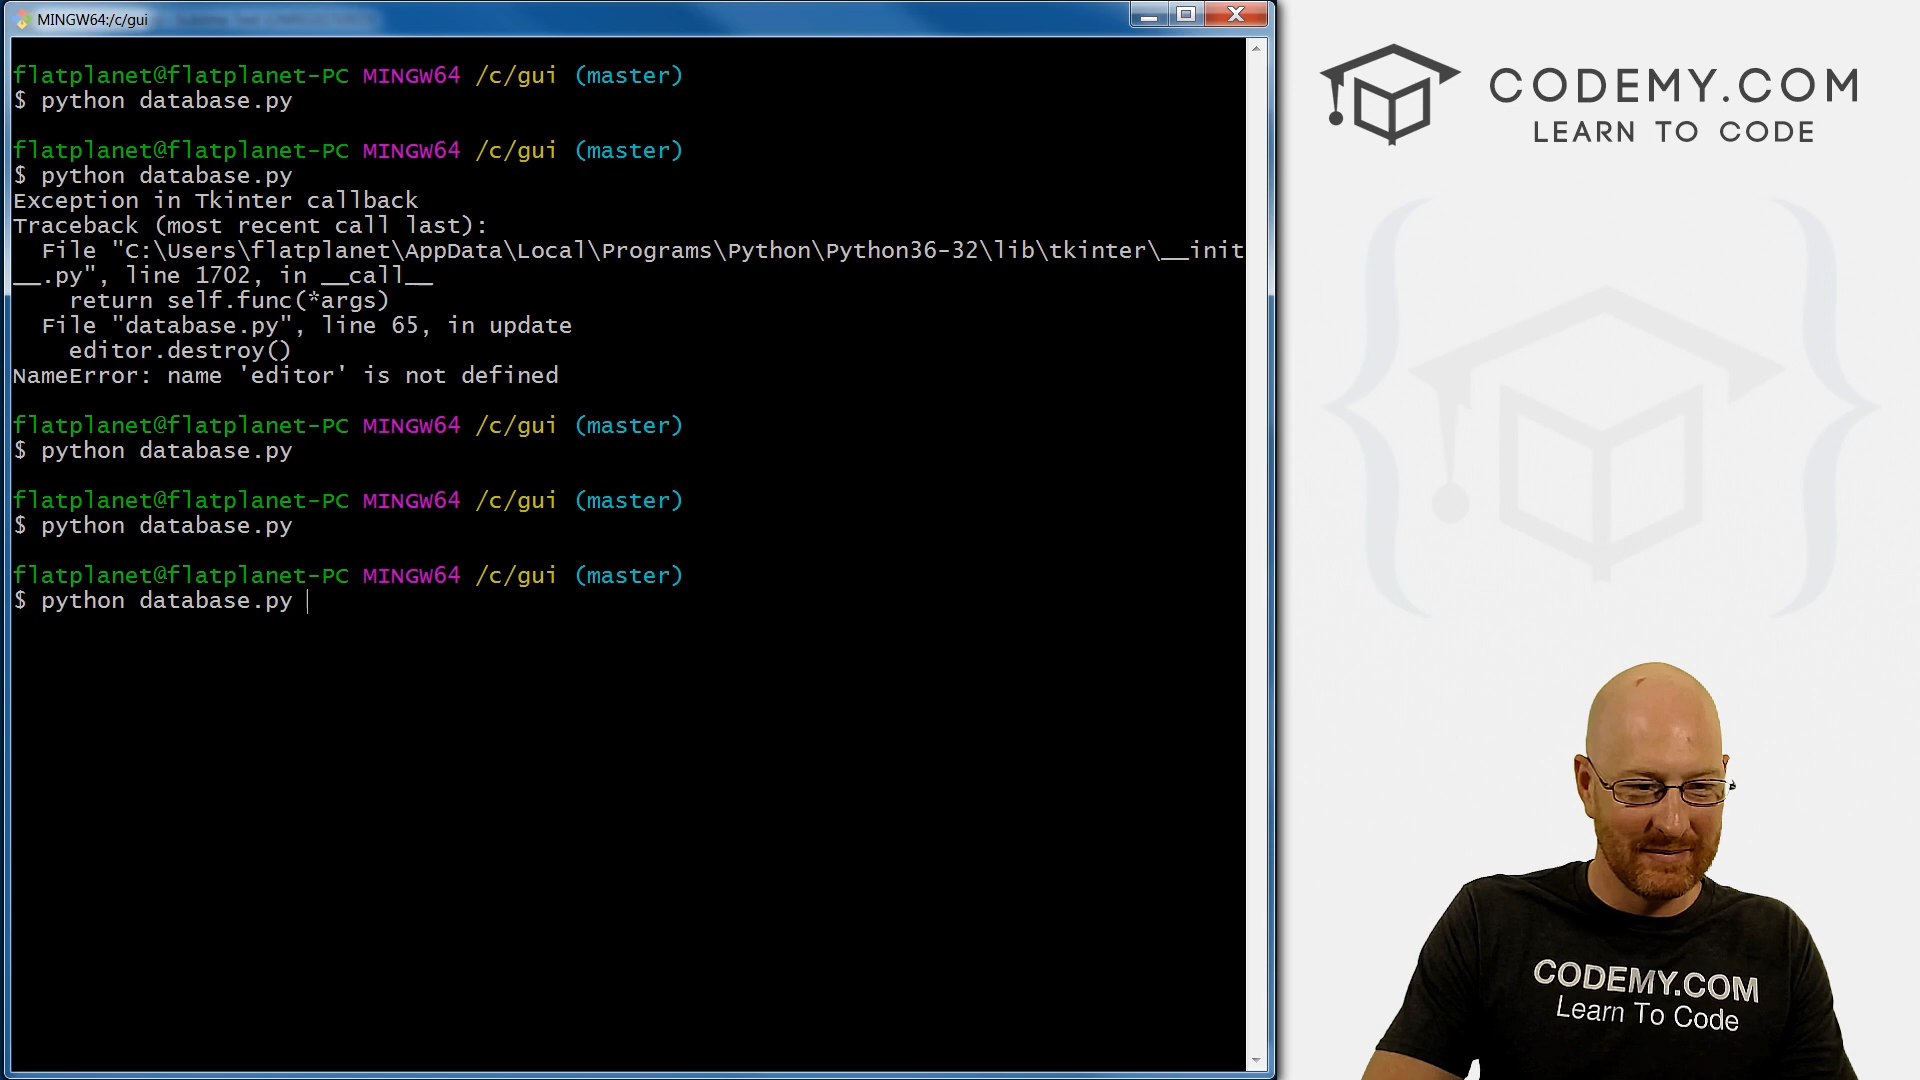 MINGW64:/c/gui
flatplanet@flatplanet-PC MINGW64 /c/gui (master)
$ python database.py
flatplanet@flatplanet-PC MINGW64 /c/gui (master)
$ python database.py
Exception in Tkinter callback
Traceback (most recent call last):
  File "C:\Users\flatplanet\AppData\Local\Programs\Python\Python36-32\lib\tkinter\__init
__.py", line 1702, in __call__
    return self.func(*args)
  File "database.py", line 65, in update
    editor.destroy()
NameError: name 'editor' is not defined
flatplanet@flatplanet-PC MINGW64 /c/gui (master)
$ python database.py
flatplanet@flatplanet-PC MINGW64 /c/gui (master)
$ python database.py
flatplanet@flatplanet-PC MINGW64 /c/gui (master)
$ python database.py
CODEMY.COM
LEARN TO CODE
CODEMY.COM
Learn To Code